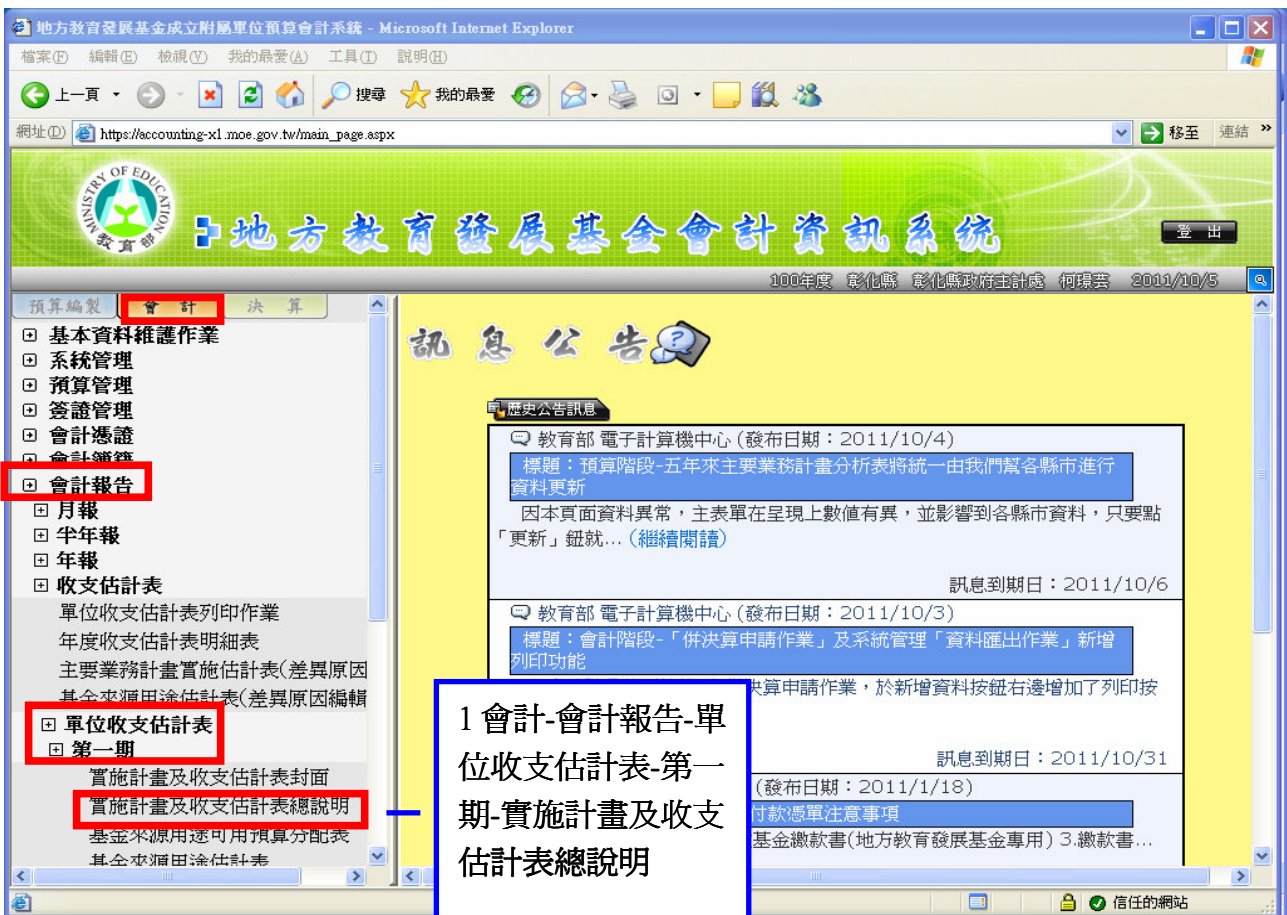 地方教育發展基金成立附屬單位預算會計系統 - Microsoft Internet Explorer
檔案(F) 編輯(E) 檢視(V) 我的最愛(A) 工具(T) 說明(H)
上一頁 搜尋 我的最愛
網址(D) https://accounting-x1.moe.gov.tw/main_page.aspx 移至 連結 »
MINISTRY OF EDUCATION
教育部
地方教育發展基金會計資訊系統
登 出
100年度 彰化縣 彰化縣政府主計處 何環芸 2011/10/5
預算編製 會 計 決 算
基本資料維護作業
系統管理
預算管理
簽證管理
會計憑證
會計簿籍
會計報告
月報
半年報
年報
收支估計表
單位收支估計表列印作業
年度收支估計表明細表
主要業務計畫實施估計表(差異原因
基金來源用途估計表(差異原因編輯
單位收支估計表
第一期
實施計畫及收支估計表封面
實施計畫及收支估計表總說明
基金來源用途可用預算分配表
基金來源用途估計表
訊 息 公 告
歷史公告訊息
教育部 電子計算機中心 (發布日期：2011/10/4)
標題：預算階段-五年來主要業務計畫分析表將統一由我們幫各縣市進行
資料更新
因本頁面資料異常，主表單在呈現上數值有異，並影響到各縣市資料，只要點
「更新」鈕就… (繼續閱讀)
訊息到期日：2011/10/6
教育部 電子計算機中心 (發布日期：2011/10/3)
標題：會計階段-「併決算申請作業」及系統管理「資料匯出作業」新增
列印功能
決算申請作業，於新增資料按鈕右邊增加了列印按
訊息到期日：2011/10/31
(發布日期：2011/1/18)
付款憑單注意事項
基金繳款書(地方教育發展基金專用) 3.繳款書…
1 會計-會計報告-單
位收支估計表-第一
期-實施計畫及收支
估計表總說明
信任的網站